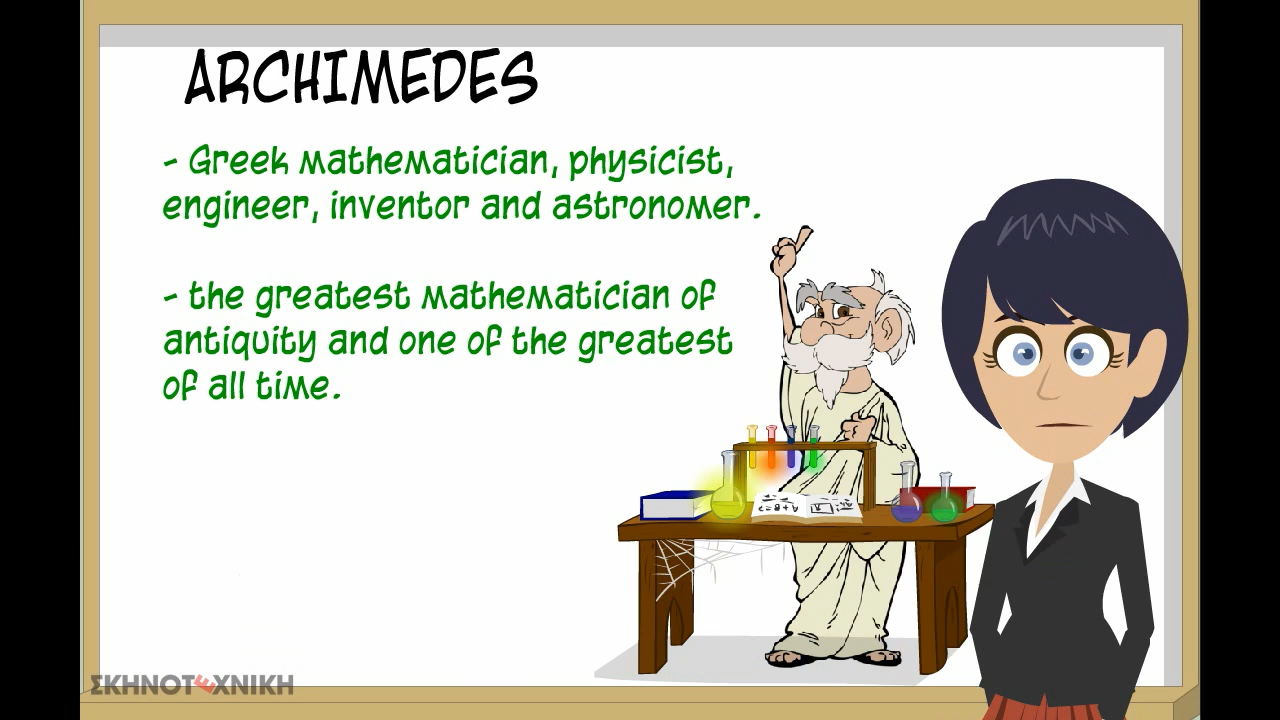 ARCHIMEDES
- Greek mathematician, physicist,
engineer, inventor and astronomer.
- the greatest mathematician of
antiquity and one of the greatest
of all time.
ΣΚΗΝΟΤΕΧΝΙΚΗ